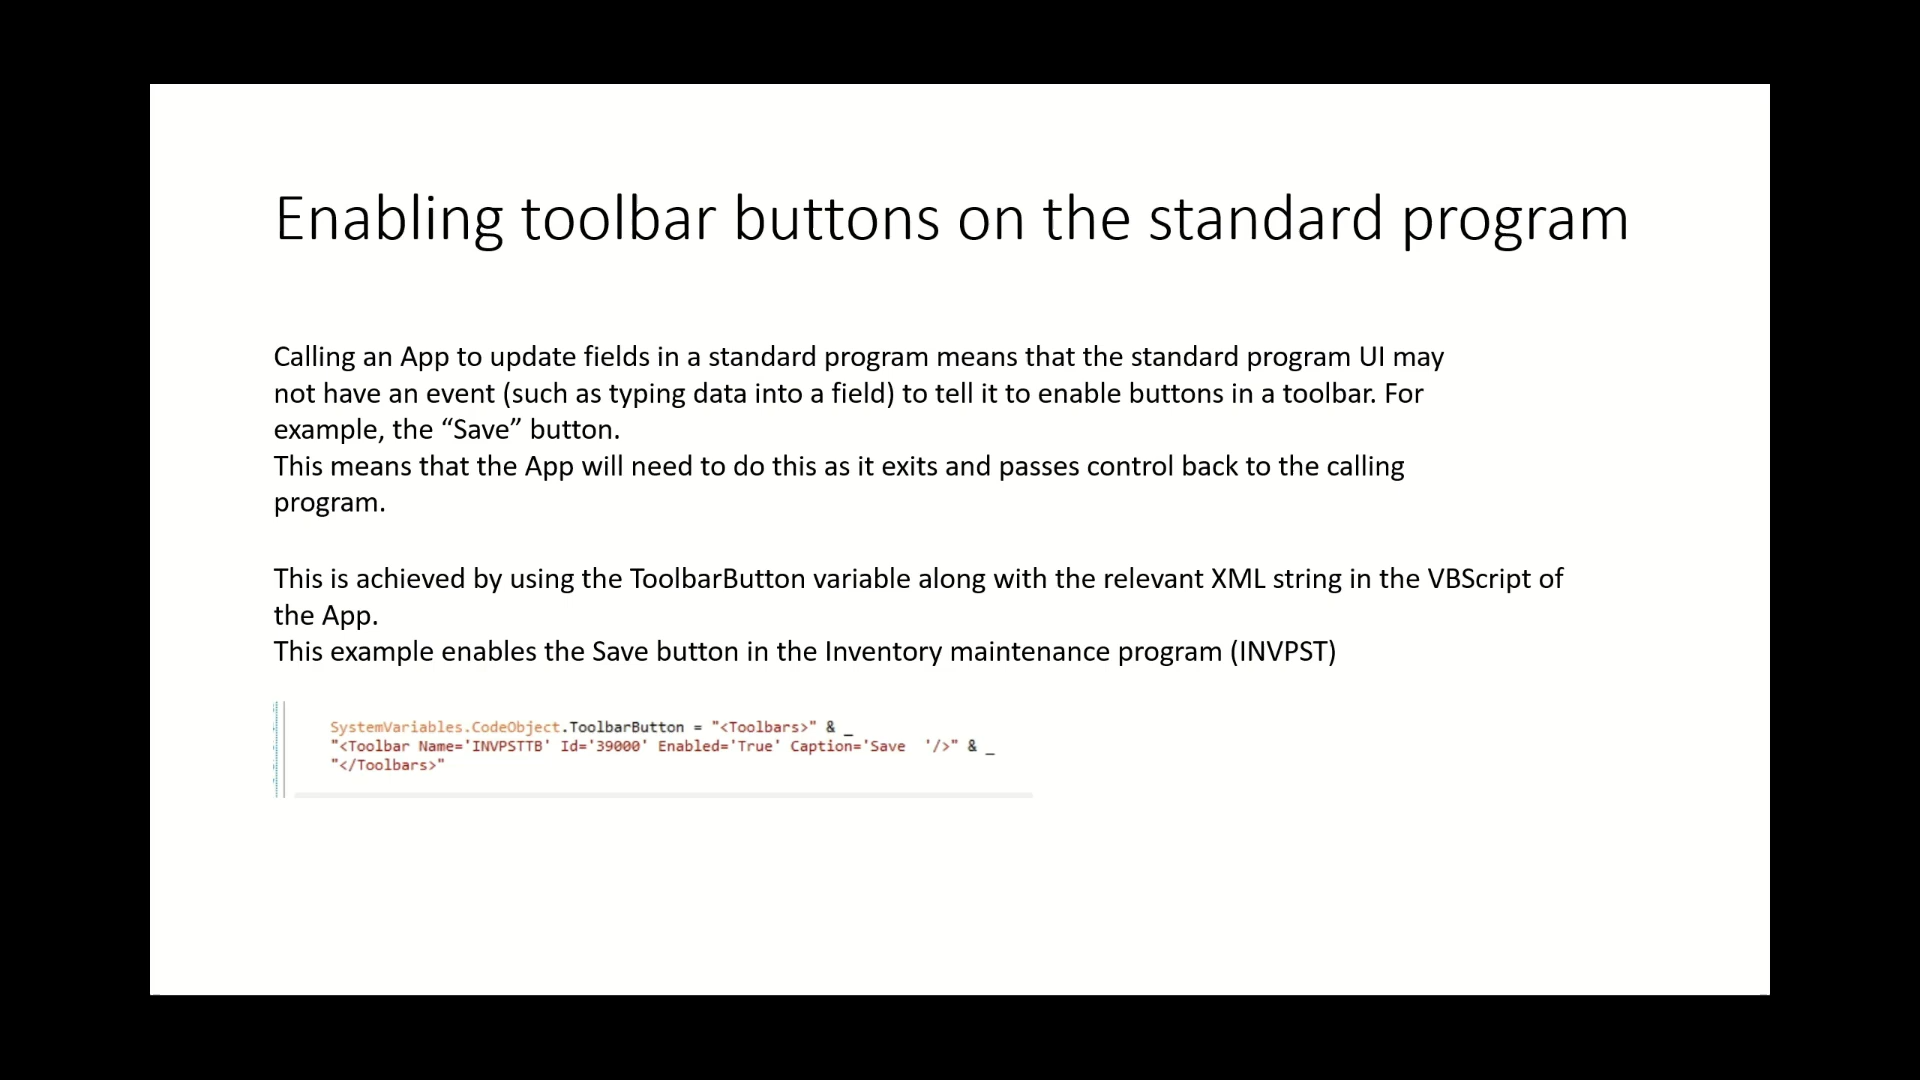 Enabling toolbar buttons on the standard program
Calling an App to update fields in a standard program means that the standard program UI may
not have an event (such as typing data into a field) to tell it to enable buttons in a toolbar. For
example, the “Save” button.
This means that the App will need to do this as it exits and passes control back to the calling
program.
This is achieved by using the ToolbarButton variable along with the relevant XML string in the VBScript of
the App.
This example enables the Save button in the Inventory maintenance program (INVPST)
SystemVariables.CodeObject.ToolbarButton = "<Toolbars>" & _
"<Toolbar Name='INVPSTTB' Id='39000' Enabled='True' Caption='Save  '/>" & _
"</Toolbars>"